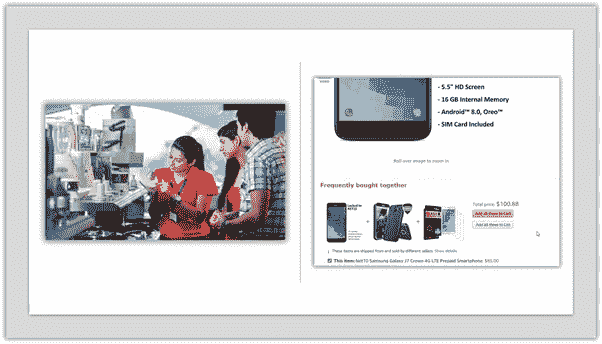 - 5.5" HD Screen
- 16 GB Internal Memory
- Android™ 8.0, Oreo™
- SIM Card Included
Roll over image to zoom in
Frequently bought together
Total price: $100.88
Add all three to Cart
Add all three to List
These items are shipped from and sold by different sellers. Show details
This item: Net10 Samsung Galaxy J7 Crown 4G LTE Prepaid Smartphone $60.00